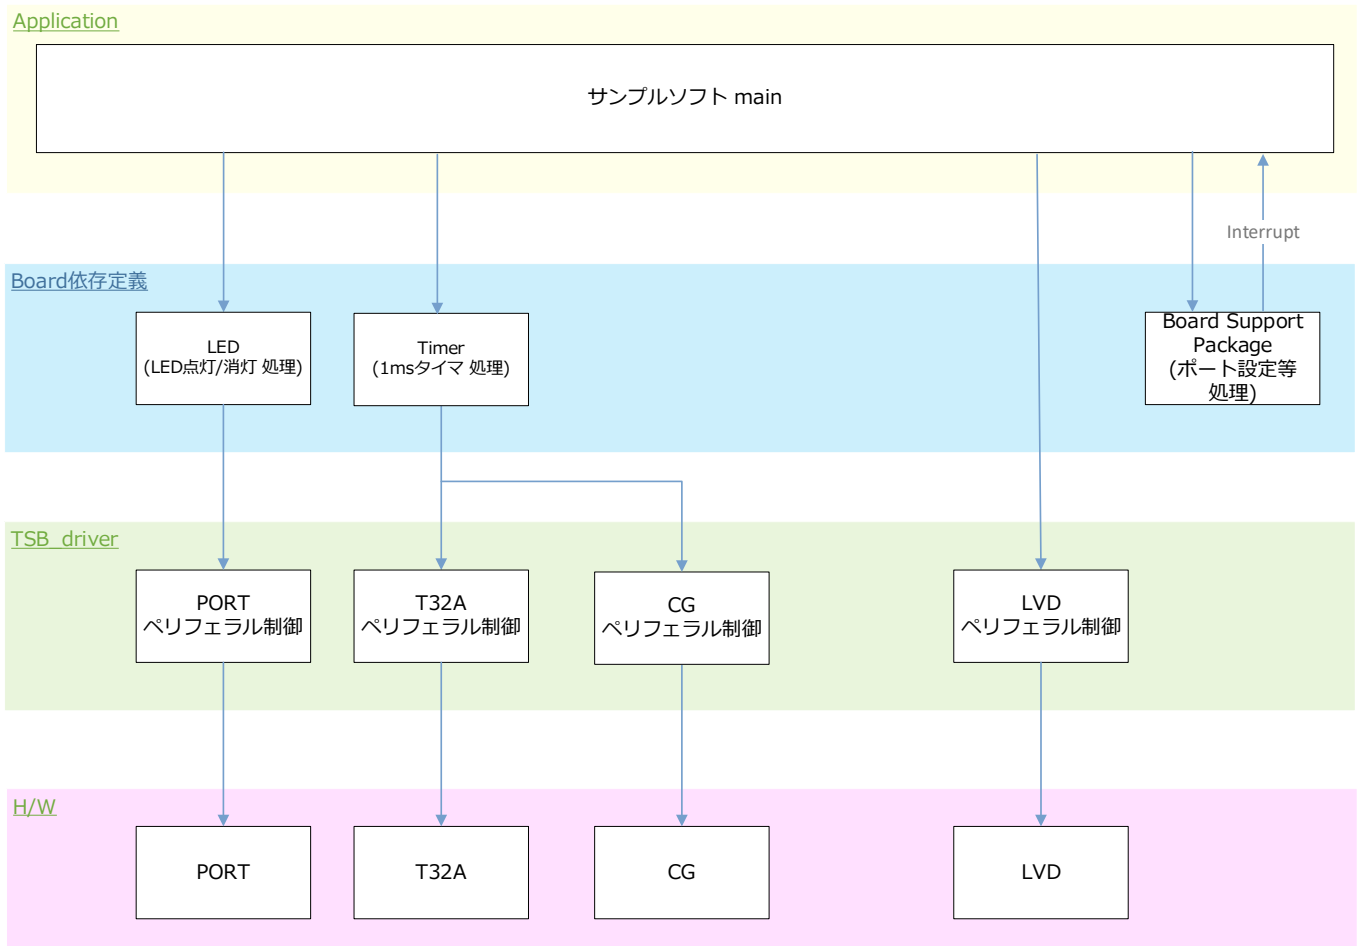 Application
サンプルソフト main
Interrupt
Board依存定義
LED
(LED点灯/消灯 処理)
Timer
(1msタイマ 処理)
Board Support
Package
(ポート設定等
処理)
TSB_driver
PORT
ペリフェラル制御
T32A
ペリフェラル制御
CG
ペリフェラル制御
LVD
ペリフェラル制御
H/W
PORT
T32A
CG
LVD